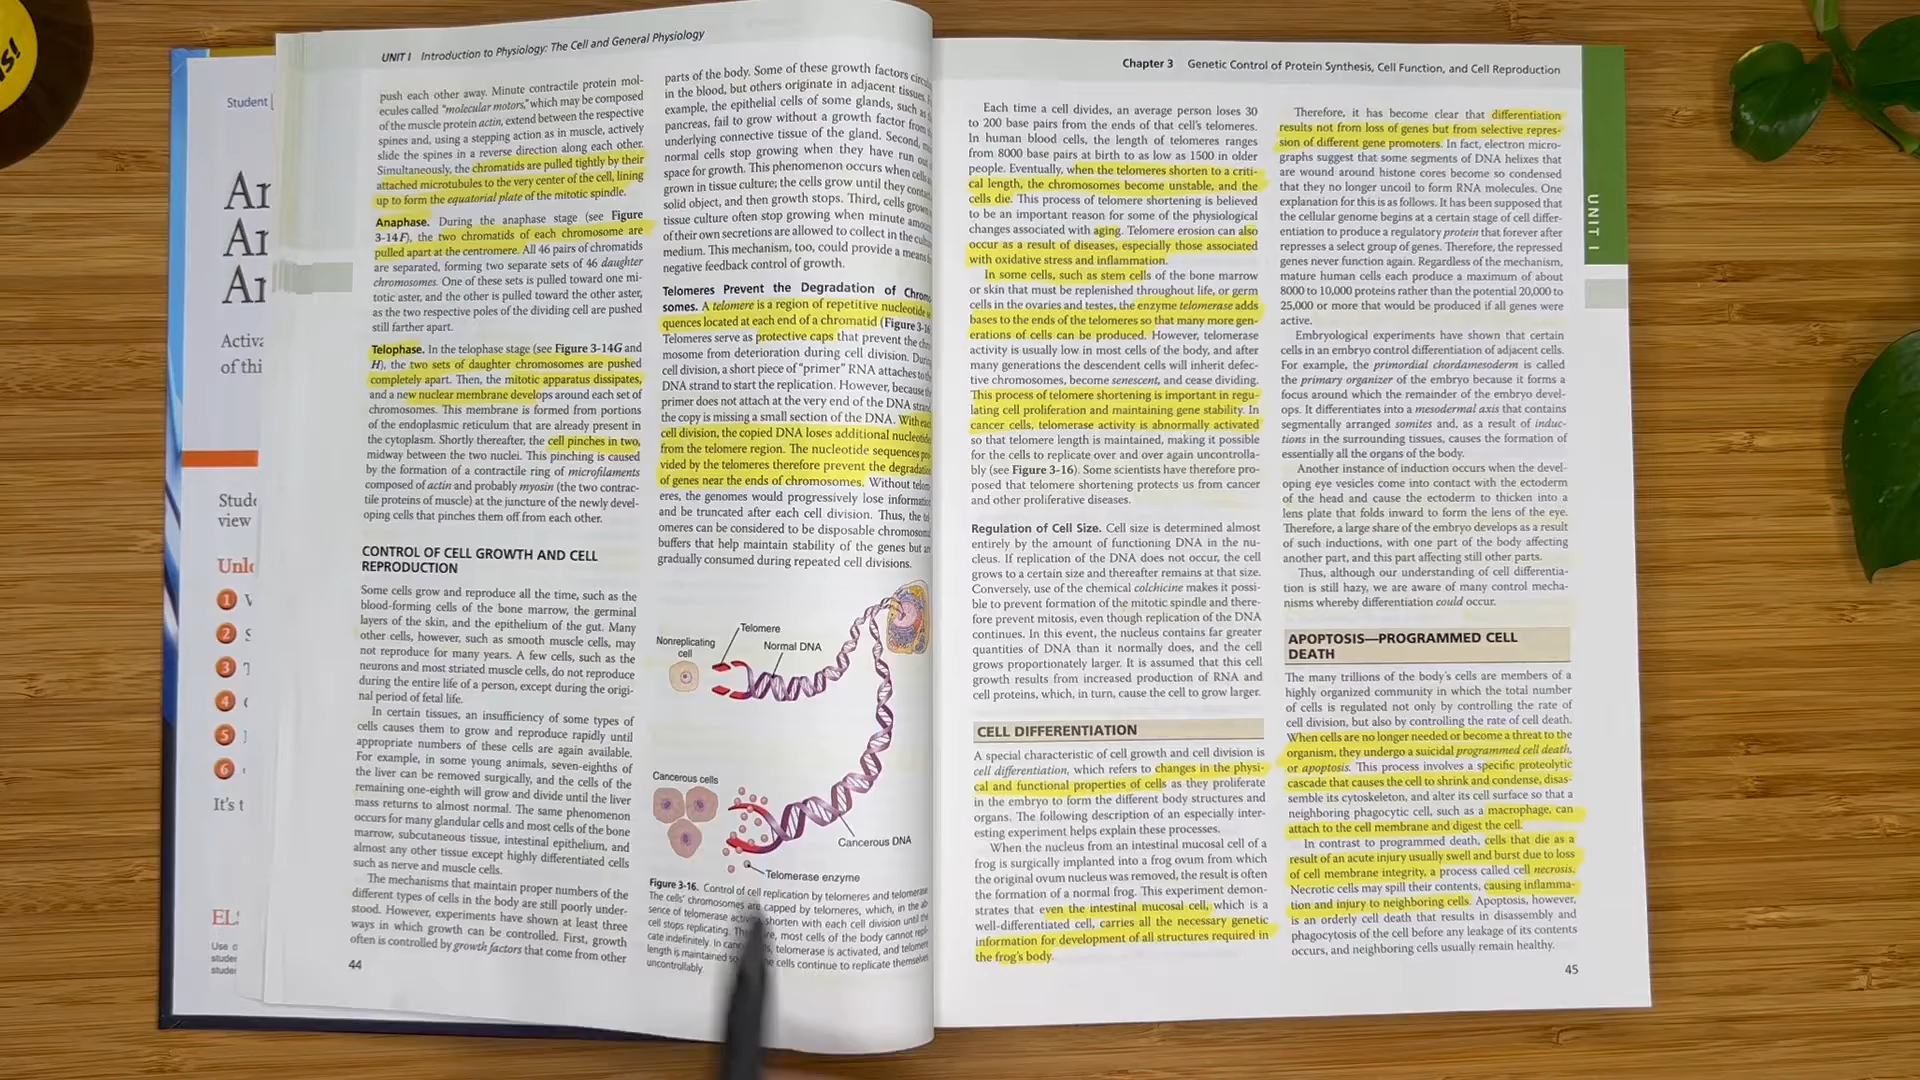 UNIT I Introduction to Physiology: The Cell and General Physiology
push each other away. Minute contractile protein mol-
ecules called “molecular motors,” which may be composed
of the muscle protein actin, extend between the respective
spines and, using a stepping action as in muscle, actively
slide the spines in a reverse direction along each other.
Simultaneously, the chromatids are pulled tightly by their
attached microtubules to the very center of the cell, lining
up to form the equatorial plate of the mitotic spindle.
Anaphase. During the anaphase stage (see Figure
3-14F), the two chromatids of each chromosome are
pulled apart at the centromere. All 46 pairs of chromatids
are separated, forming two separate sets of 46 daughter
chromosomes. One of these sets is pulled toward one mi-
totic aster, and the other is pulled toward the other aster,
as the two respective poles of the dividing cell are pushed
still farther apart.
Telophase. In the telophase stage (see Figure 3-14G and
H), the two sets of daughter chromosomes are pushed
completely apart. Then, the mitotic apparatus dissipates,
and a new nuclear membrane develops around each set of
chromosomes. This membrane is formed from portions
of the endoplasmic reticulum that are already present in
the cytoplasm. Shortly thereafter, the cell pinches in two,
midway between the two nuclei. This pinching is caused
by the formation of a contractile ring of microfilaments
composed of actin and probably myosin (the two contrac-
tile proteins of muscle) at the juncture of the newly devel-
oping cells that pinches them off from each other.
CONTROL OF CELL GROWTH AND CELL
REPRODUCTION
Some cells grow and reproduce all the time, such as the
blood-forming cells of the bone marrow, the germinal
layers of the skin, and the epithelium of the gut. Many
other cells, however, such as smooth muscle cells, may
not reproduce for many years. A few cells, such as the
neurons and most striated muscle cells, do not reproduce
during the entire life of a person, except during the origi-
nal period of fetal life.
In certain tissues, an insufficiency of some types of
cells causes them to grow and reproduce rapidly until
appropriate numbers of these cells are again available.
For example, in some young animals, seven-eighths of
the liver can be removed surgically, and the cells of the
remaining one-eighth will grow and divide until the liver
mass returns to almost normal. The same phenomenon
occurs for many glandular cells and most cells of the bone
marrow, subcutaneous tissue, intestinal epithelium, and
almost any other tissue except highly differentiated cells
such as nerve and muscle cells.
The mechanisms that maintain proper numbers of the
different types of cells in the body are still poorly under-
stood. However, experiments have shown at least three
ways in which growth can be controlled. First, growth
often is controlled by growth factors that come from other
44
parts of the body. Some of these growth factors
in the blood, but others originate in adjacent tissues.
example, the epithelial cells of some glands, such as
pancreas, fail to grow without a growth factor from
underlying connective tissue of the gland. Second,
normal cells stop growing when they have run
space for growth. This phenomenon occurs when
grown in tissue culture; the cells grow until they
solid object, and then growth stops. Third, cells
tissue culture often stop growing when minute
of their own secretions are allowed to collect in the
medium. This mechanism, too, could provide a means
negative feedback control of growth.
Telomeres Prevent the Degradation of
somes. A telomere is a region of repetitive nucleotide
quences located at each end of a chromatid (Figure
Telomeres serve as protective caps that prevent the
mosome from deterioration during cell division.
cell division, a short piece of “primer” RNA attaches to
DNA strand to start the replication. However, because
primer does not attach at the very end of the DNA
the copy is missing a small section of the DNA. With
cell division, the copied DNA loses additional
from the telomere region. The nucleotide sequences
vided by the telomeres therefore prevent the
of genes near the ends of chromosomes. Without
eres, the genomes would progressively lose
and be truncated after each cell division. Thus, the
omeres can be considered to be disposable
buffers that help maintain stability of the genes but
gradually consumed during repeated cell divisions.
Telomere
Nonreplicating
cell
Normal DNA
Cancerous cells
Cancerous DNA
Telomerase enzyme
Figure 3-16. Control of cell replication by telomeres and telomerase
The cells’ chromosomes are capped by telomeres, which, in the
sence of telomerase shorten with each cell division until the
cell stops replicating. most cells of the body cannot
cate indefinitely. In telomerase is activated, and
length is maintained cells continue to replicate
uncontrollably
Chapter 3 Genetic Control of Protein Synthesis, Cell Function, and Cell Reproduction
Each time a cell divides, an average person loses 30
to 200 base pairs from the ends of that cell’s telomeres.
In human blood cells, the length of telomeres ranges
from 8000 base pairs at birth to as low as 1500 in older
people. Eventually, when the telomeres shorten to a criti-
cal length, the chromosomes become unstable, and the
cells die. This process of telomere shortening is believed
to be an important reason for some of the physiological
changes associated with aging. Telomere erosion can also
occur as a result of diseases, especially those associated
with oxidative stress and inflammation.
In some cells, such as stem cells of the bone marrow
or skin that must be replenished throughout life, or germ
cells in the ovaries and testes, the enzyme telomerase adds
bases to the ends of the telomeres so that many more gen-
erations of cells can be produced. However, telomerase
activity is usually low in most cells of the body, and after
many generations the descendent cells will inherit defec-
tive chromosomes, become senescent, and cease dividing.
This process of telomere shortening is important in regu-
lating cell proliferation and maintaining gene stability. In
cancer cells, telomerase activity is abnormally activated
so that telomere length is maintained, making it possible
for the cells to replicate over and over again uncontrolla-
bly (see Figure 3-16). Some scientists have therefore pro-
posed that telomere shortening protects us from cancer
and other proliferative diseases.
Regulation of Cell Size. Cell size is determined almost
entirely by the amount of functioning DNA in the nu-
cleus. If replication of the DNA does not occur, the cell
grows to a certain size and thereafter remains at that size.
Conversely, use of the chemical colchicine makes it possi-
ble to prevent formation of the mitotic spindle and there-
fore prevent mitosis, even though replication of the DNA
continues. In this event, the nucleus contains far greater
quantities of DNA than it normally does, and the cell
grows proportionately larger. It is assumed that this cell
growth results from increased production of RNA and
cell proteins, which, in turn, cause the cell to grow larger.
CELL DIFFERENTIATION
A special characteristic of cell growth and cell division is
cell differentiation, which refers to changes in the physi-
cal and functional properties of cells as they proliferate
in the embryo to form the different body structures and
organs. The following description of an especially inter-
esting experiment helps explain these processes.
When the nucleus from an intestinal mucosal cell of a
frog is surgically implanted into a frog ovum from which
the original ovum nucleus was removed, the result is often
the formation of a normal frog. This experiment demon-
strates that even the intestinal mucosal cell, which is a
well-differentiated cell, carries all the necessary genetic
information for development of all structures required in
the frog’s body.
Therefore, it has become clear that differentiation
results not from loss of genes but from selective repres-
sion of different gene promoters. In fact, electron micro-
graphs suggest that some segments of DNA helixes that
are wound around histone cores become so condensed
that they no longer uncoil to form RNA molecules. One
explanation for this is as follows. It has been supposed that
the cellular genome begins at a certain stage of cell differ-
entiation to produce a regulatory protein that forever after
represses a select group of genes. Therefore, the repressed
genes never function again. Regardless of the mechanism,
mature human cells each produce a maximum of about
8000 to 10,000 proteins rather than the potential 20,000 to
25,000 or more that would be produced if all genes were
active.
Embryological experiments have shown that certain
cells in an embryo control differentiation of adjacent cells.
For example, the primordial chordamesoderm is called
the primary organizer of the embryo because it forms a
focus around which the remainder of the embryo devel-
ops. It differentiates into a mesodermal axis that contains
segmentally arranged somites and, as a result of induc-
tions in the surrounding tissues, causes the formation of
essentially all the organs of the body.
Another instance of induction occurs when the devel-
oping eye vesicles come into contact with the ectoderm
of the head and cause the ectoderm to thicken into a
lens plate that folds inward to form the lens of the eye.
Therefore, a large share of the embryo develops as a result
of such inductions, with one part of the body affecting
another part, and this part affecting still other parts.
Thus, although our understanding of cell differentia-
tion is still hazy, we are aware of many control mecha-
nisms whereby differentiation could occur.
APOPTOSIS—PROGRAMMED CELL
DEATH
The many trillions of the body’s cells are members of a
highly organized community in which the total number
of cells is regulated not only by controlling the rate of
cell division, but also by controlling the rate of cell death.
When cells are no longer needed or become a threat to the
organism, they undergo a suicidal programmed cell death,
or apoptosis. This process involves a specific proteolytic
cascade that causes the cell to shrink and condense, disas-
semble its cytoskeleton, and alter its cell surface so that a
neighboring phagocytic cell, such as a macrophage, can
attach to the cell membrane and digest the cell.
In contrast to programmed death, cells that die as a
result of an acute injury usually swell and burst due to loss
of cell membrane integrity, a process called cell necrosis.
Necrotic cells may spill their contents, causing inflamma-
tion and injury to neighboring cells. Apoptosis, however,
is an orderly cell death that results in disassembly and
phagocytosis of the cell before any leakage of its contents
occurs, and neighboring cells usually remain healthy.
45
UNIT I
Student
Activa
of thi
Stude
view
1
2
3
4
5
6
It’s t
Use
studen
studen